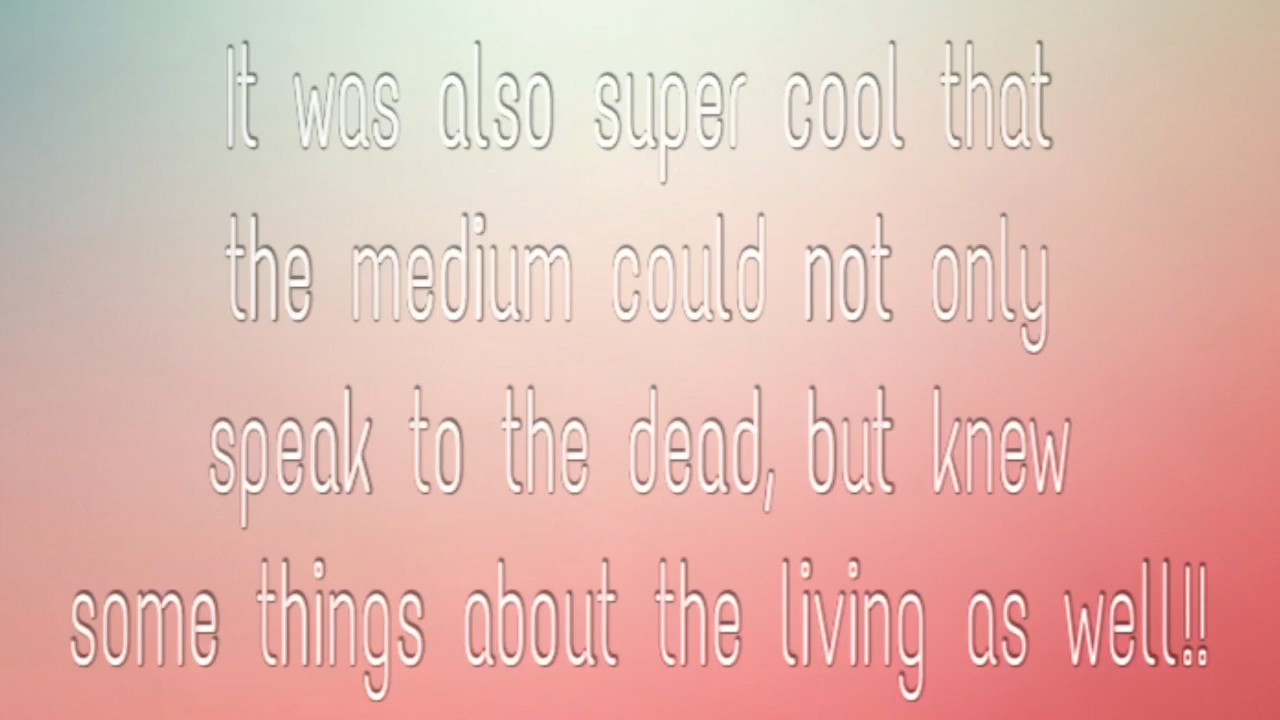 It was also super cool that
the medium could not only
speak to the dead, but knew
some things about the living as well!!